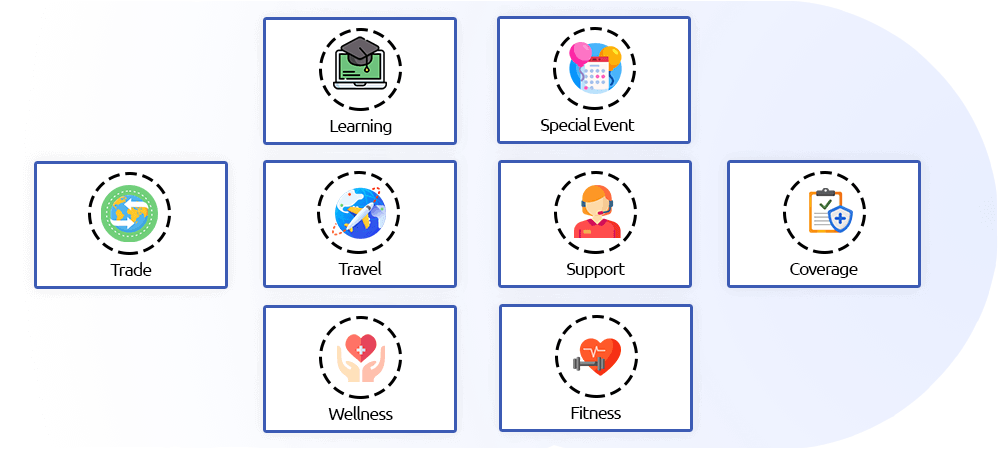 Learning
Special Event
Trade
Travel
Support
Coverage
Wellness
Fitness